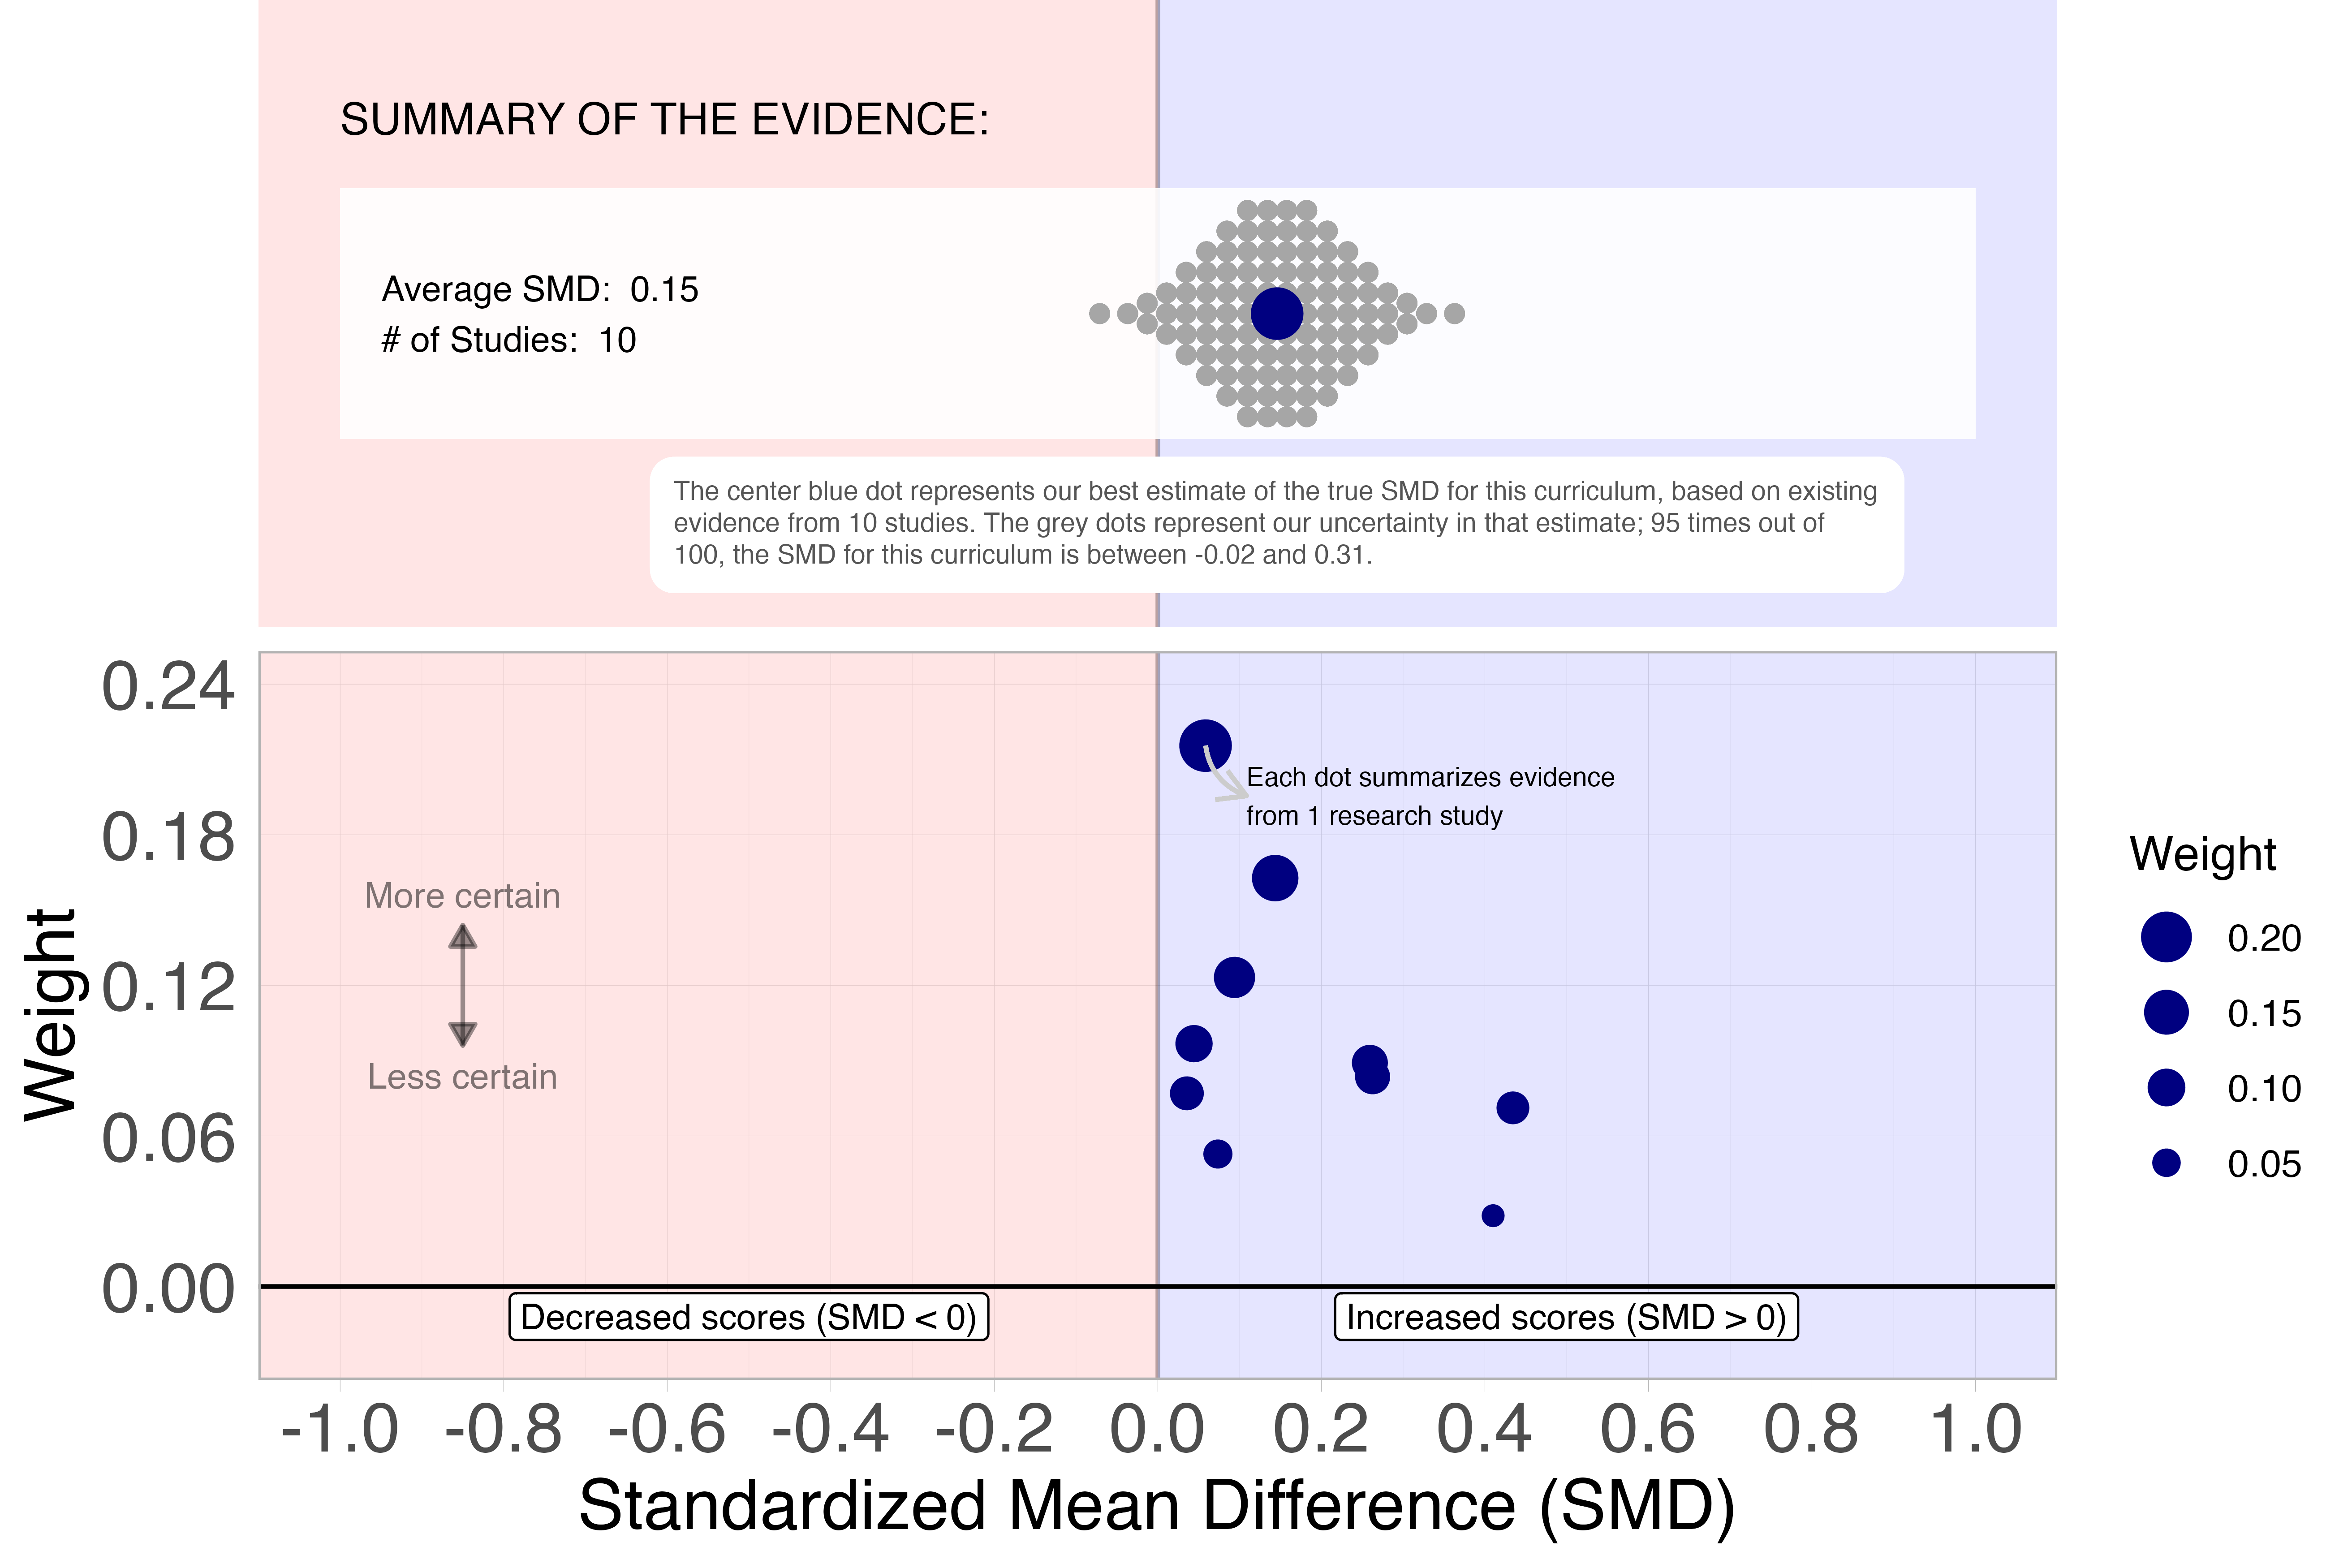 SUMMARY OF THE EVIDENCE:
Average SMD: 0.15
# of Studies: 10
The center blue dot represents our best estimate of the true SMD for this curriculum, based on existing
evidence from 10 studies. The grey dots represent our uncertainty in that estimate; 95 times out of
100, the SMD for this curriculum is between -0.02 and 0.31.
0.24
0.18
0.12
0.06
0.00
Weight
Each dot summarizes evidence
from 1 research study
More certain
Less certain
Decreased scores (SMD < 0)
Increased scores (SMD > 0)
-1.0 -0.8 -0.6 -0.4 -0.2 0.0 0.2 0.4 0.6 0.8 1.0
Standardized Mean Difference (SMD)
Weight
0.20
0.15
0.10
0.05